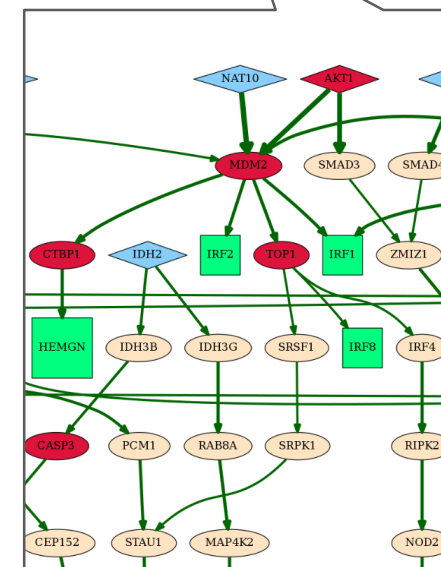 NAT10
AKT1
MDM2
SMAD3
SMAD4
CTBP1
IDH2
IRF2
TOP1
IRF1
ZMIZ1
HEMGN
IDH3B
IDH3G
SRSF1
IRF8
IRF4
CASP3
PCM1
RAB8A
SRPK1
RIPK2
CEP152
STAU1
MAP4K2
NOD2